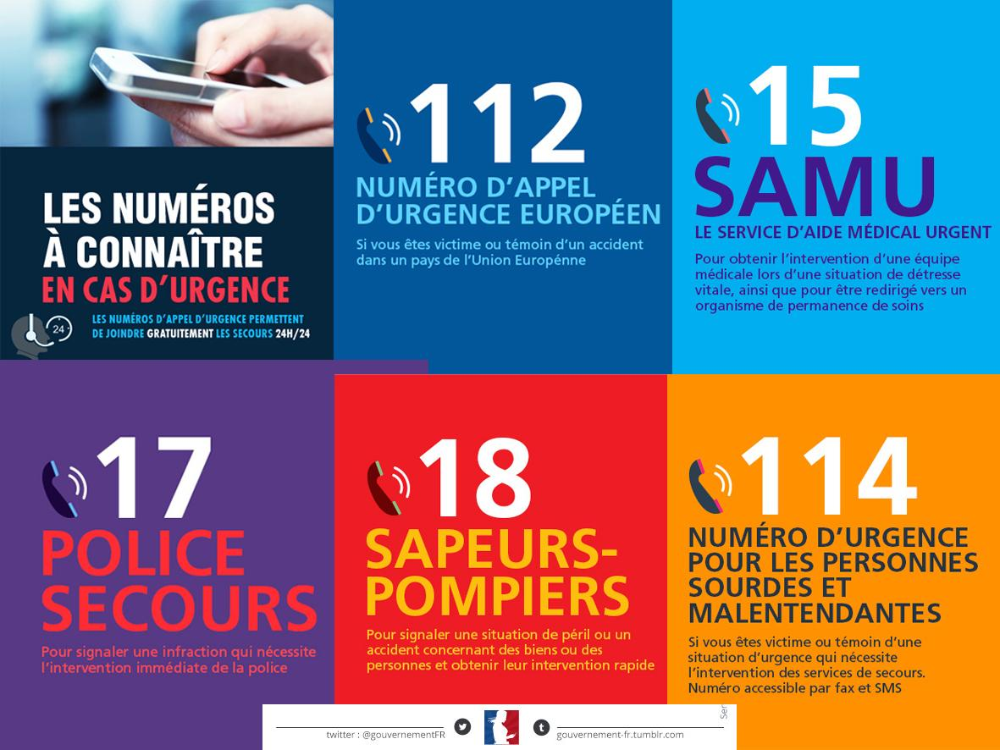 LES NUMÉROS
À CONNAÎTRE
EN CAS D'URGENCE
24
LES NUMÉROS D'APPEL D'URGENCE PERMETTENT
DE JOINDRE GRATUITEMENT LES SECOURS 24H/24
112
NUMÉRO D'APPEL
D'URGENCE EUROPÉEN
Si vous êtes victime ou témoin d'un accident
dans un pays de l'Union Europénne
15
SAMU
LE SERVICE D'AIDE MÉDICAL URGENT
Pour obtenir l'intervention d'une équipe
médicale lors d'une situation de détresse
vitale, ainsi que pour être redirigé vers un
organisme de permanence de soins
17
POLICE
SECOURS
Pour signaler une infraction qui nécessite
l'intervention immédiate de la police
18
SAPEURS-
POMPIERS
Pour signaler une situation de péril ou un
accident concernant des biens ou des
personnes et obtenir leur intervention rapide
114
NUMÉRO D'URGENCE
POUR LES PERSONNES
SOURDES ET
MALENTENDANTES
Si vous êtes victime ou témoin d'une
situation d'urgence qui nécessite
l'intervention des services de secours.
Numéro accessible par fax et SMS
twitter : @gouvernementFR
t
gouvernement-fr.tumblr.com
Ser